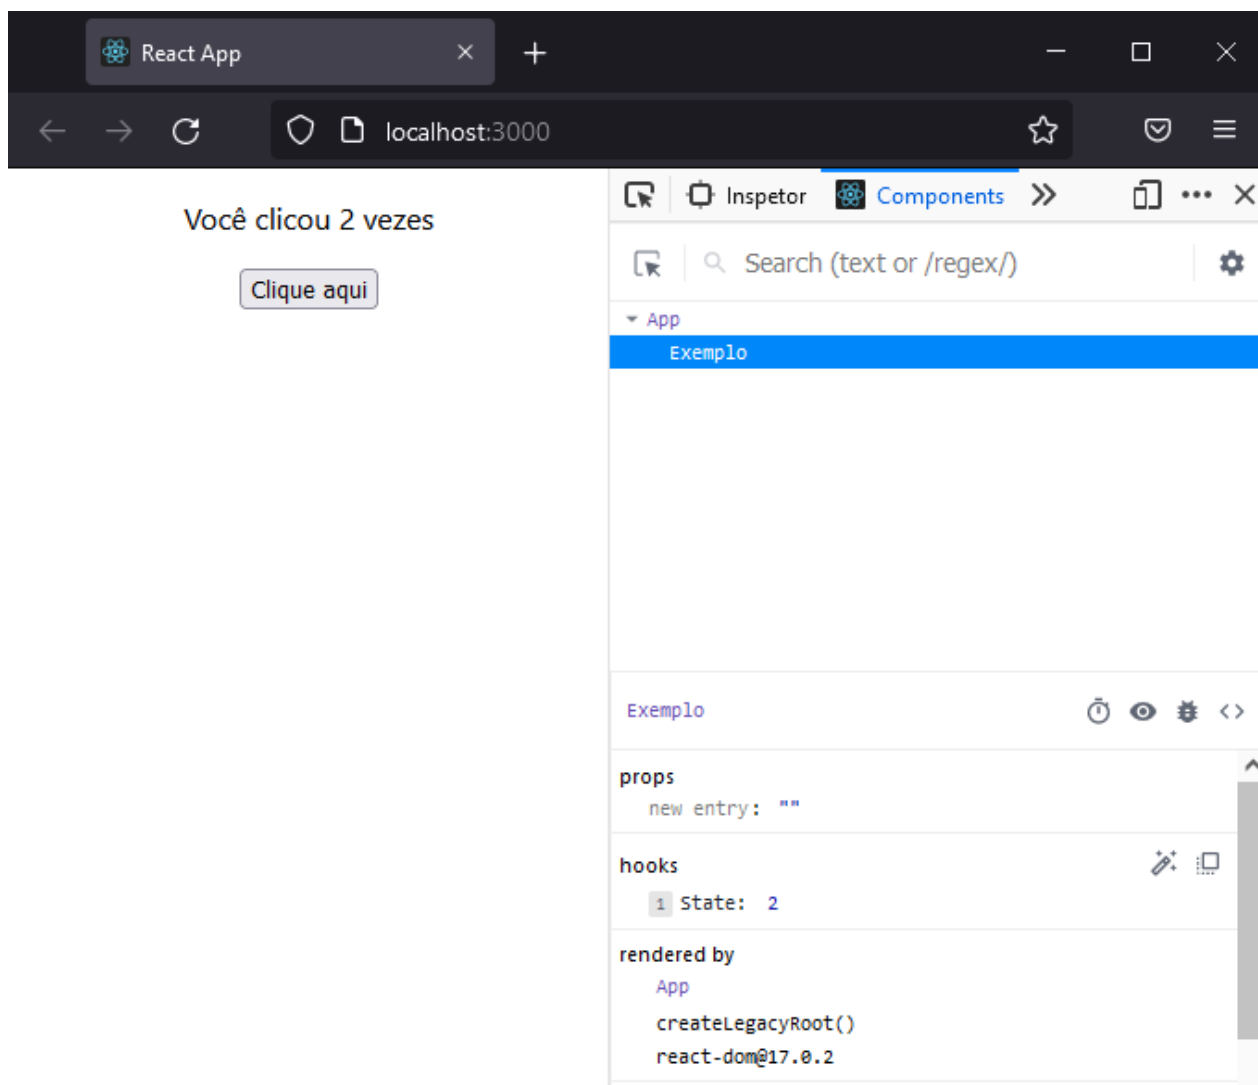 React App
localhost:3000
Você clicou 2 vezes
Clique aqui
Inspetor
Components
Search (text or /regex/)
App
Exemplo
Exemplo
props
new entry: ""
hooks
1 State: 2
rendered by
App
createLegacyRoot()
react-dom@17.0.2